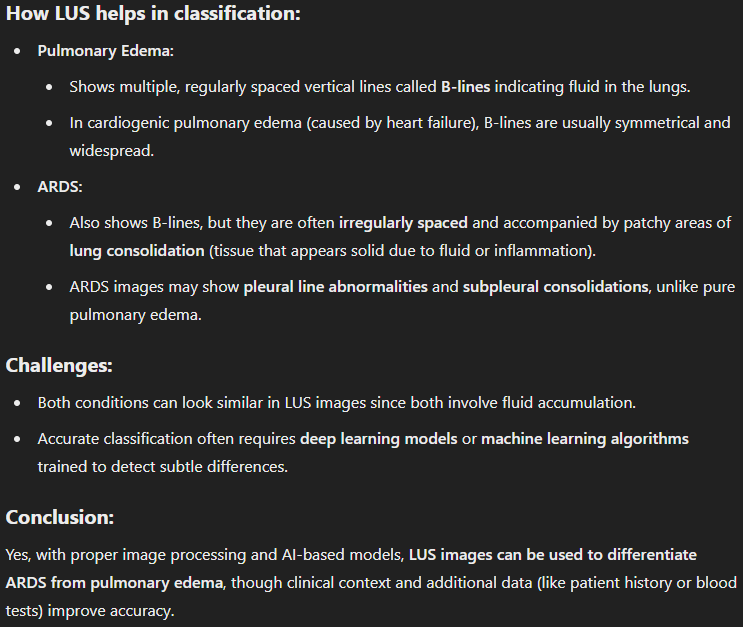 How LUS helps in classification:
• Pulmonary Edema:
• Shows multiple, regularly spaced vertical lines called B-lines indicating fluid in the lungs.
• In cardiogenic pulmonary edema (caused by heart failure), B-lines are usually symmetrical and
widespread.
• ARDS:
• Also shows B-lines, but they are often irregularly spaced and accompanied by patchy areas of
lung consolidation (tissue that appears solid due to fluid or inflammation).
• ARDS images may show pleural line abnormalities and subpleural consolidations, unlike pure
pulmonary edema.
Challenges:
• Both conditions can look similar in LUS images since both involve fluid accumulation.
• Accurate classification often requires deep learning models or machine learning algorithms
trained to detect subtle differences.
Conclusion:
Yes, with proper image processing and AI-based models, LUS images can be used to differentiate
ARDS from pulmonary edema, though clinical context and additional data (like patient history or blood
tests) improve accuracy.